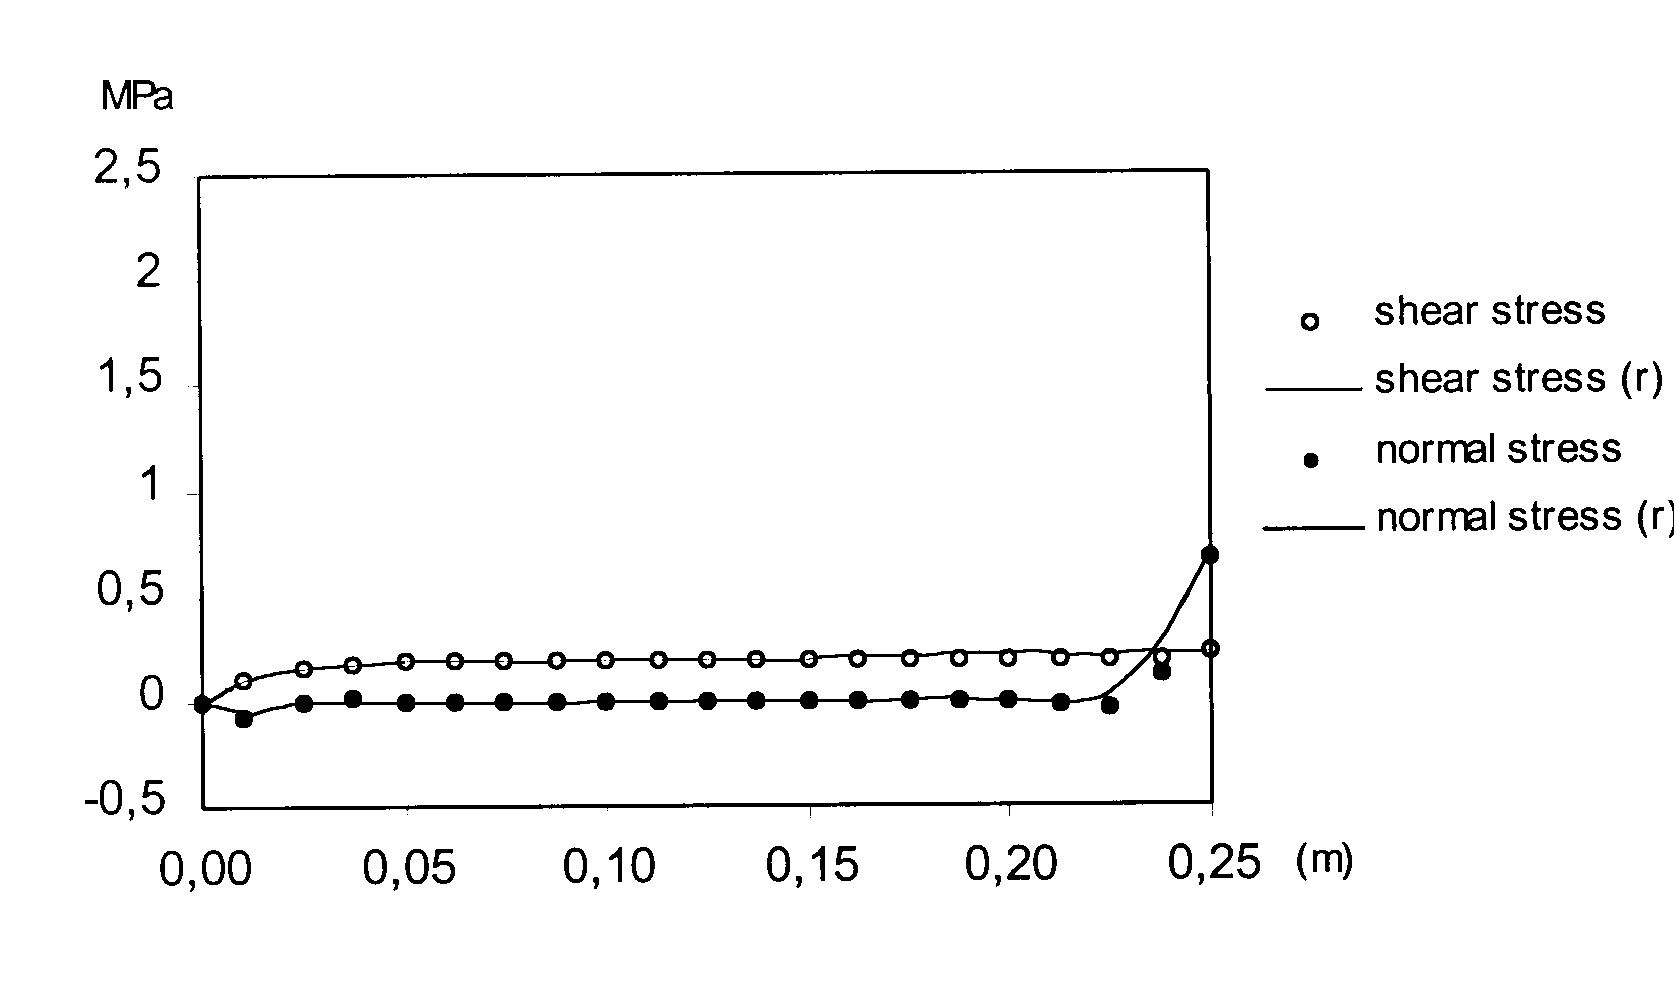 MPa
2,5
2
1,5
1
0,5
0
-0,5
0,00 0,05 0,10 0,15 0,20 0,25 (m)
shear stress
shear stress (r)
normal stress
normal stress (r)